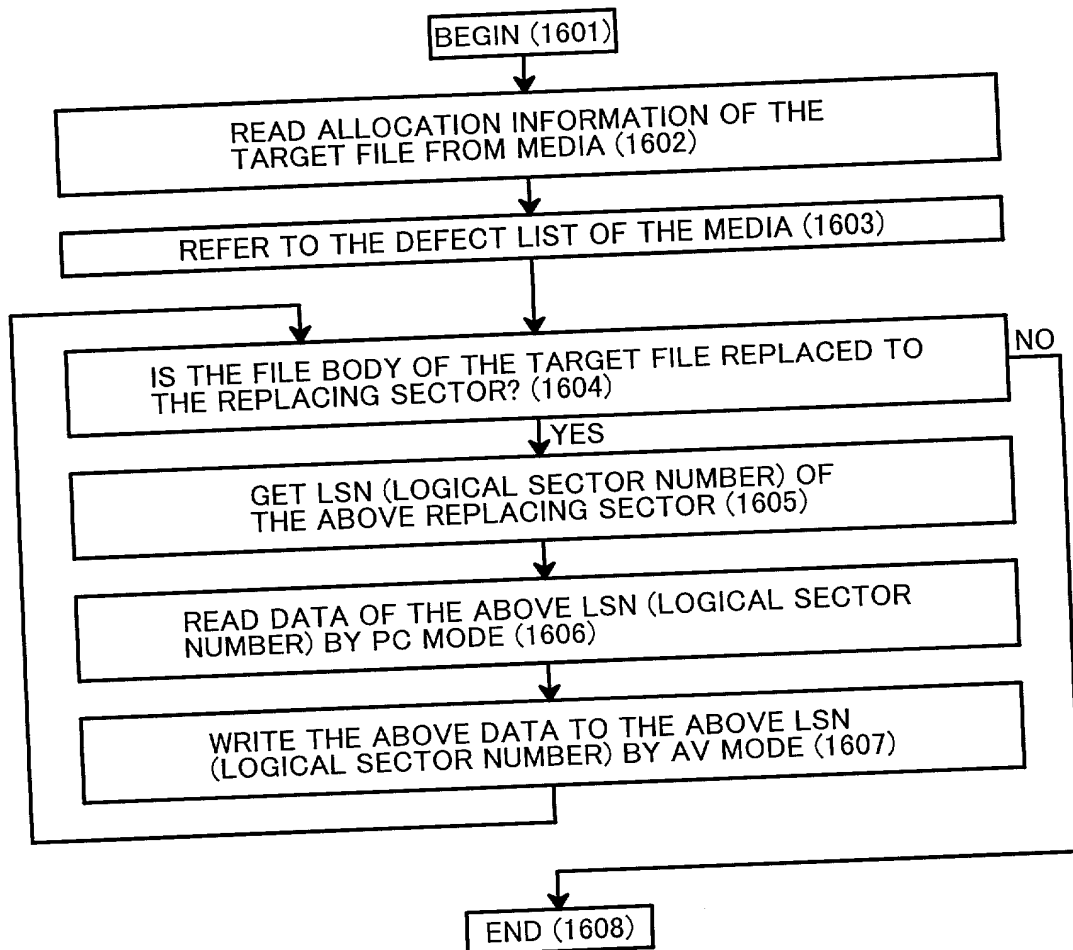 BEGIN (1601)
READ ALLOCATION INFORMATION OF THE
TARGET FILE FROM MEDIA (1602)
REFER TO THE DEFECT LIST OF THE MEDIA (1603)
IS THE FILE BODY OF THE TARGET FILE REPLACED TO
THE REPLACING SECTOR? (1604)
NO
YES
GET LSN (LOGICAL SECTOR NUMBER) OF
THE ABOVE REPLACING SECTOR (1605)
READ DATA OF THE ABOVE LSN (LOGICAL SECTOR
NUMBER) BY PC MODE (1606)
WRITE THE ABOVE DATA TO THE ABOVE LSN
(LOGICAL SECTOR NUMBER) BY AV MODE (1607)
END (1608)